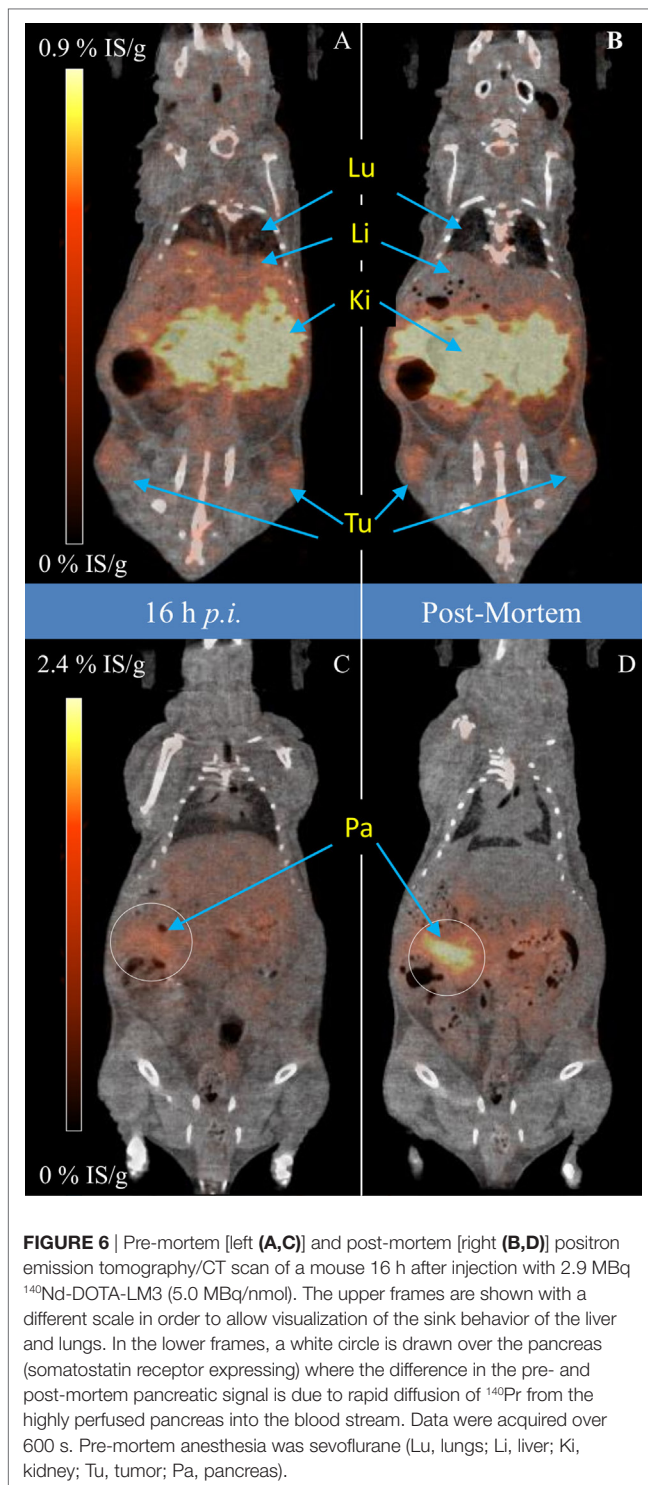 0.9 % IS/g
A
B
Lu
Li
Ki
Tu
0 % IS/g
16 h p.i.
Post-Mortem
2.4 % IS/g
C
D
Pa
0 % IS/g
FIGURE 6 | Pre-mortem [left (A,C)] and post-mortem [right (B,D)] positron
emission tomography/CT scan of a mouse 16 h after injection with 2.9 MBq
¹⁴⁰Nd-DOTA-LM3 (5.0 MBq/nmol). The upper frames are shown with a
different scale in order to allow visualization of the sink behavior of the liver
and lungs. In the lower frames, a white circle is drawn over the pancreas
(somatostatin receptor expressing) where the difference in the pre- and
post-mortem pancreatic signal is due to rapid diffusion of ¹⁴⁰Pr from the
highly perfused pancreas into the blood stream. Data were acquired over
600 s. Pre-mortem anesthesia was sevoflurane (Lu, lungs; Li, liver; Ki,
kidney; Tu, tumor; Pa, pancreas).